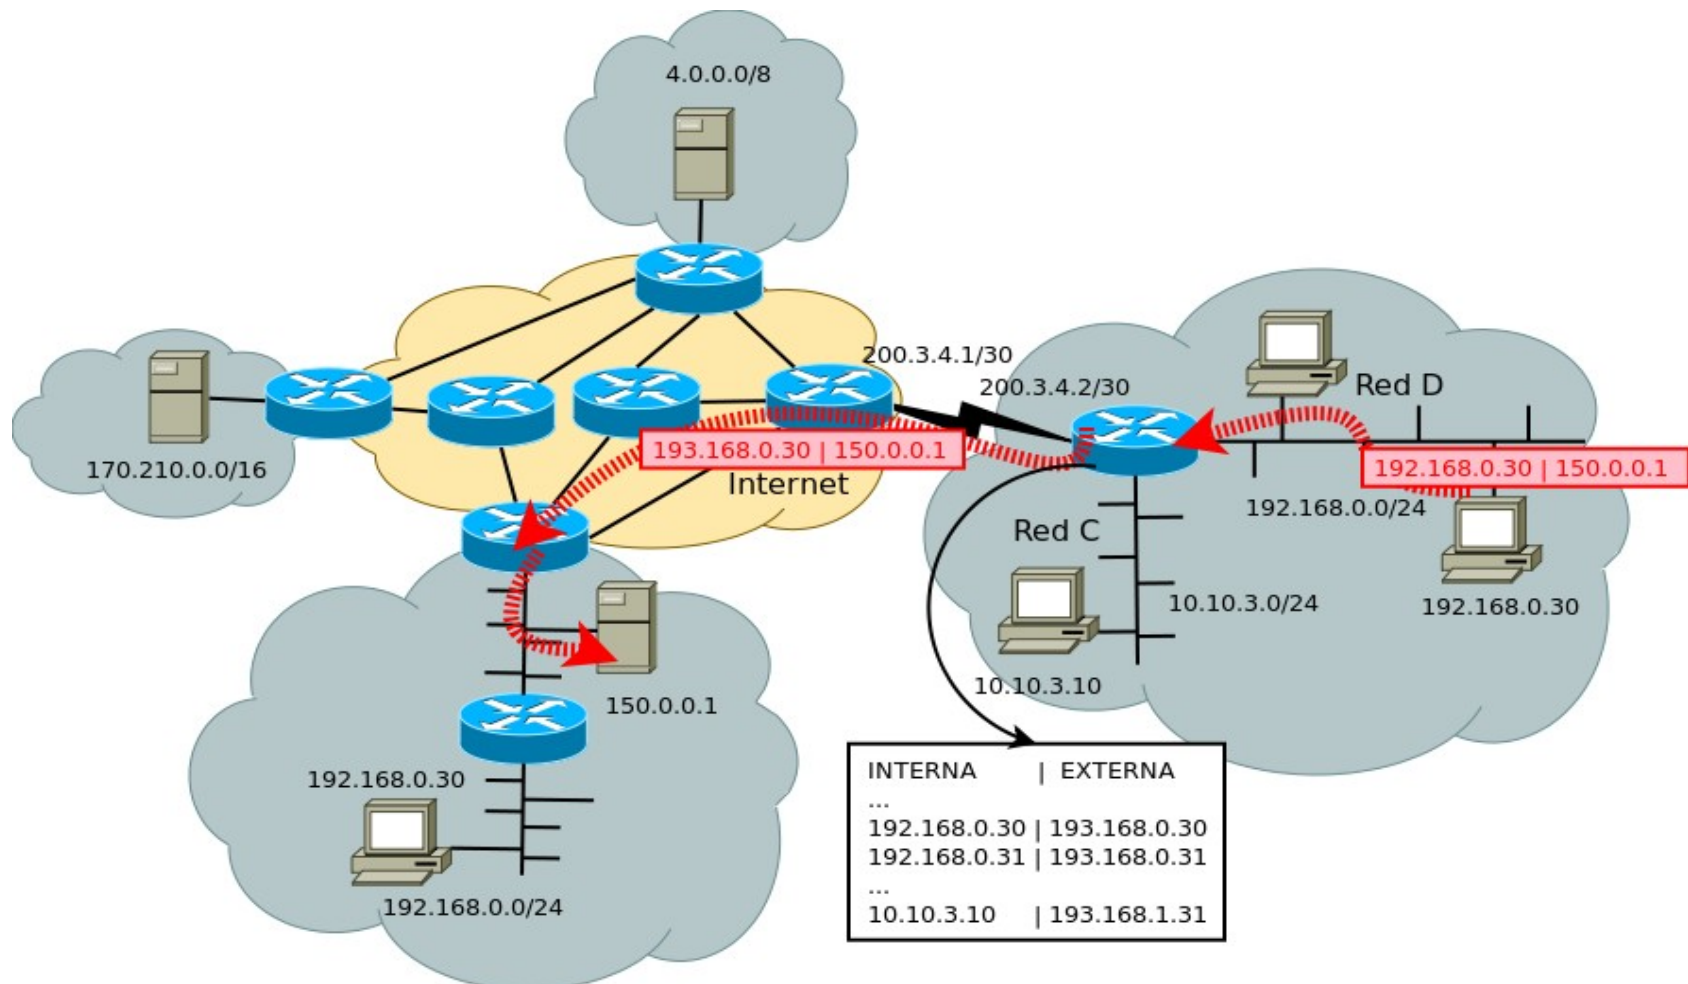 4.0.0.0/8
200.3.4.1/30
200.3.4.2/30
Red D
193.168.0.30 | 150.0.0.1
192.168.0.30 | 150.0.0.1
170.210.0.0/16
Internet
192.168.0.0/24
Red C
10.10.3.0/24
192.168.0.30
10.10.3.10
150.0.0.1
192.168.0.30
192.168.0.0/24
INTERNA | EXTERNA
...
192.168.0.30 | 193.168.0.30
192.168.0.31 | 193.168.0.31
...
10.10.3.10 | 193.168.1.31